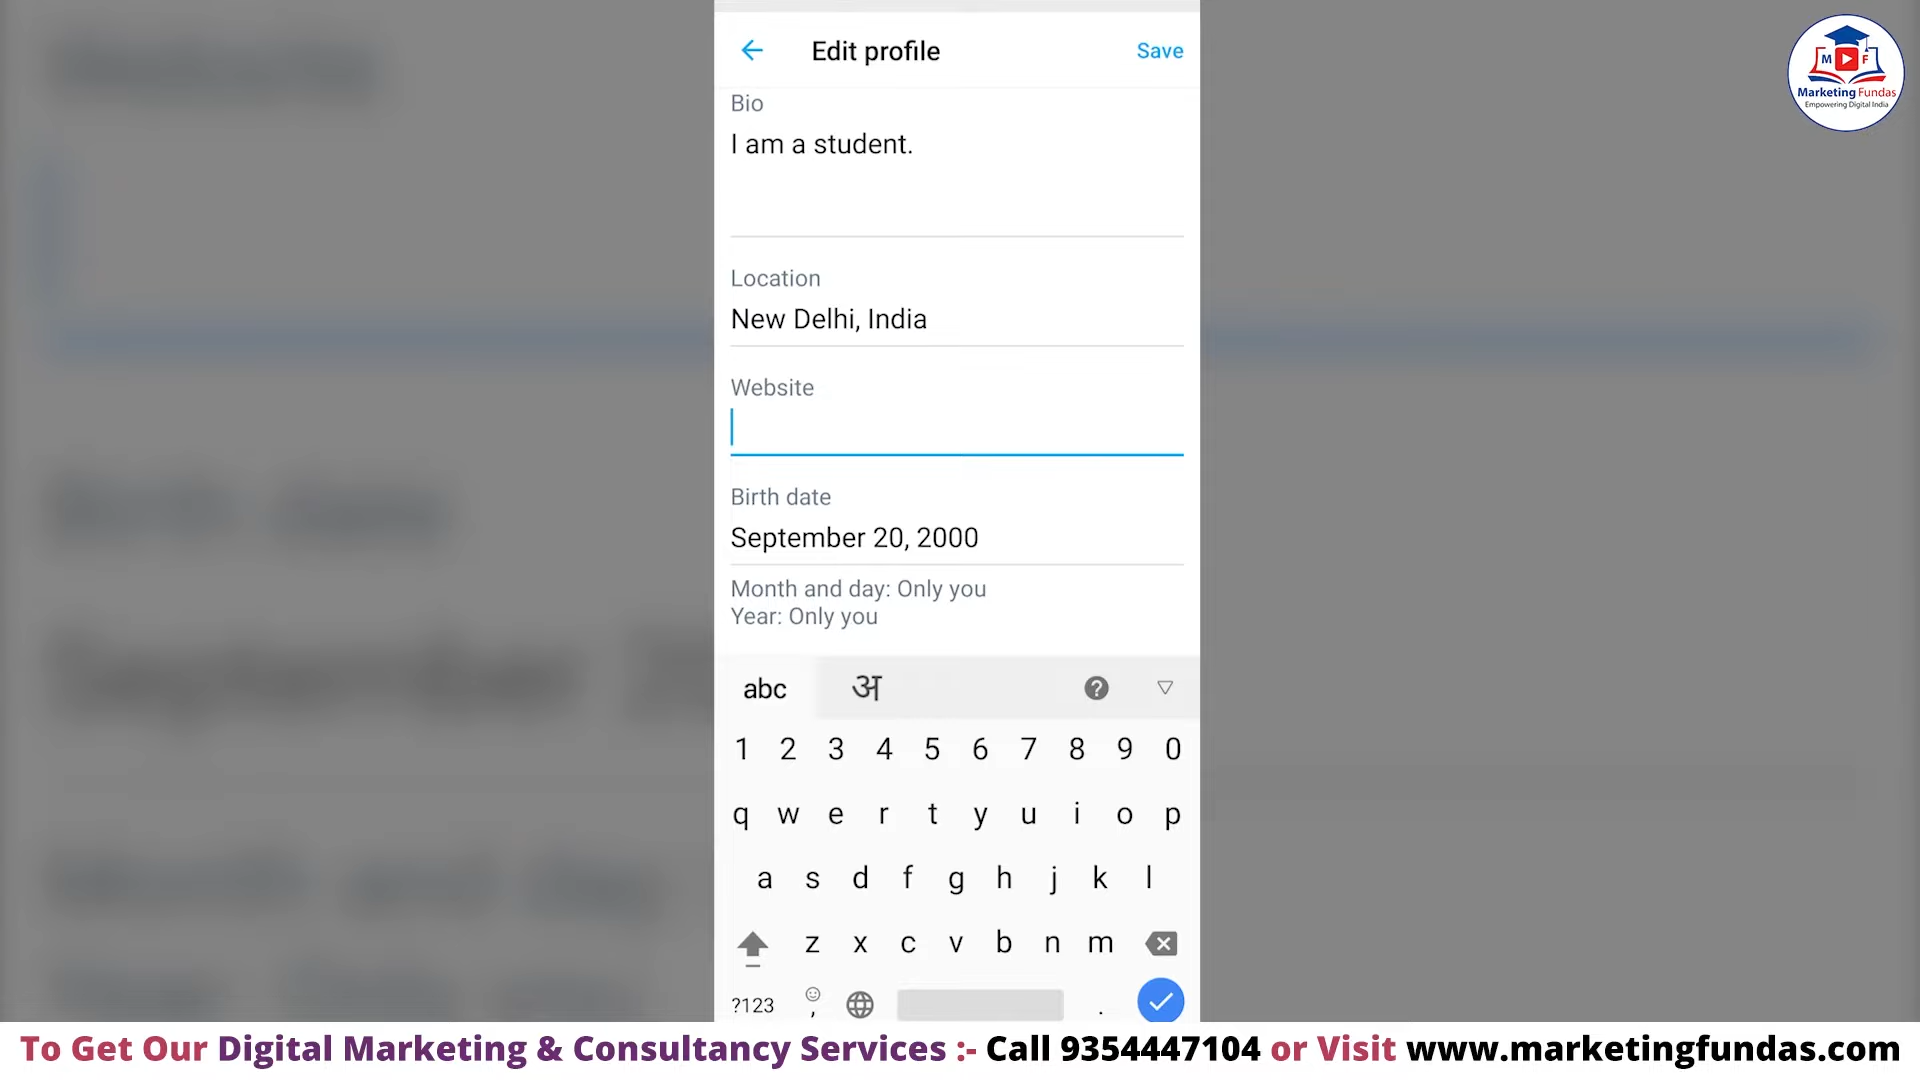 Edit profile
Save
M F
Marketing Fundas
Empowering Digital India
Bio
I am a student.
Location
New Delhi, India
Website
Birth date
September 20, 2000
Month and day: Only you
Year: Only you
abc अ ?
1 2 3 4 5 6 7 8 9 0
q w e r t y u i o p
a s d f g h j k l
z x c v b n m
?123 , .
To Get Our Digital Marketing & Consultancy Services :- Call 9354447104 or Visit www.marketingfundas.com